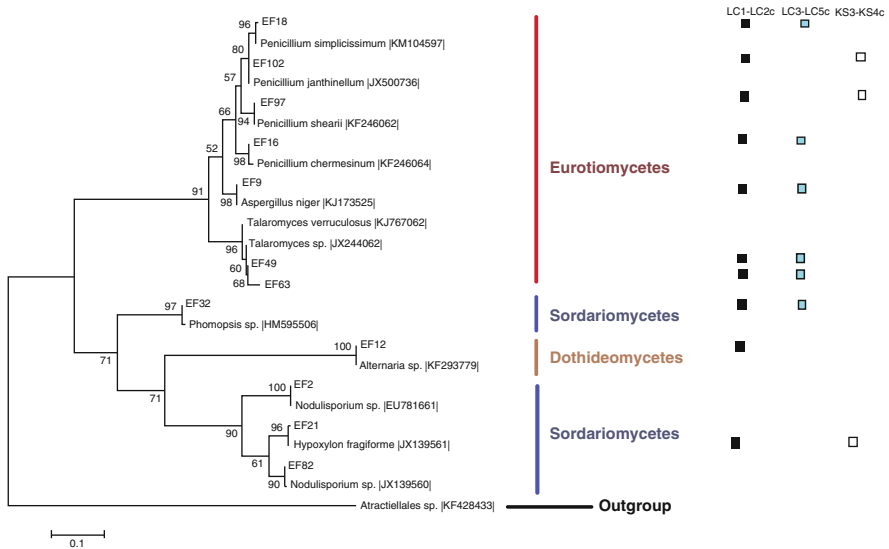 LC1-LC2c LC3-LC5c KS3-KS4c
96 EF18
Penicillium simplicissimum |KM104597|
80
EF102
57
Penicillium janthinellum |JX500736|
EF97
66
94 Penicillium shearii |KF246062|
EF16
52
98 Penicillium chermesinum |KF246064|
Eurotiomycetes
EF9
91
98 Aspergillus niger |KJ173525|
Talaromyces verruculosus |KJ767062|
Talaromyces sp. |JX244062|
96
60 EF49
68 EF63
97 EF32
Sordariomycetes
Phomopsis sp. |HM595506|
100 EF12
71
Dothideomycetes
Alternaria sp. |KF293779|
100 EF2
71
Nodulisporium sp. |EU781661|
96 EF21
90
Sordariomycetes
Hypoxylon fragiforme |JX139561|
61
EF82
90 Nodulisporium sp. |JX139560|
Atractiellales sp. |KF428433| Outgroup
0.1